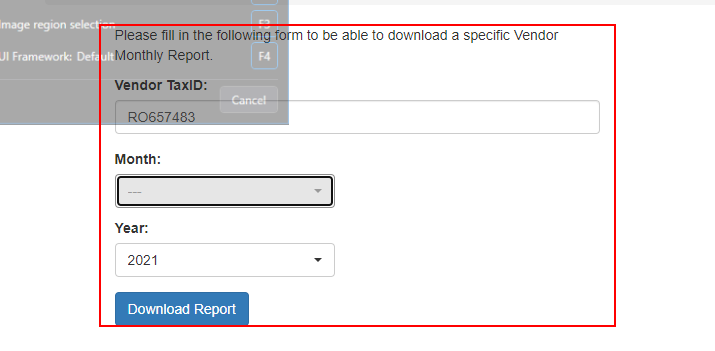 Image region selection
F3
Please fill in the following form to be able to download a specific Vendor
Monthly Report.
UI Framework: Default
F4
Vendor TaxID:
Cancel
RO657483
Month:
---
Year:
2021
Download Report